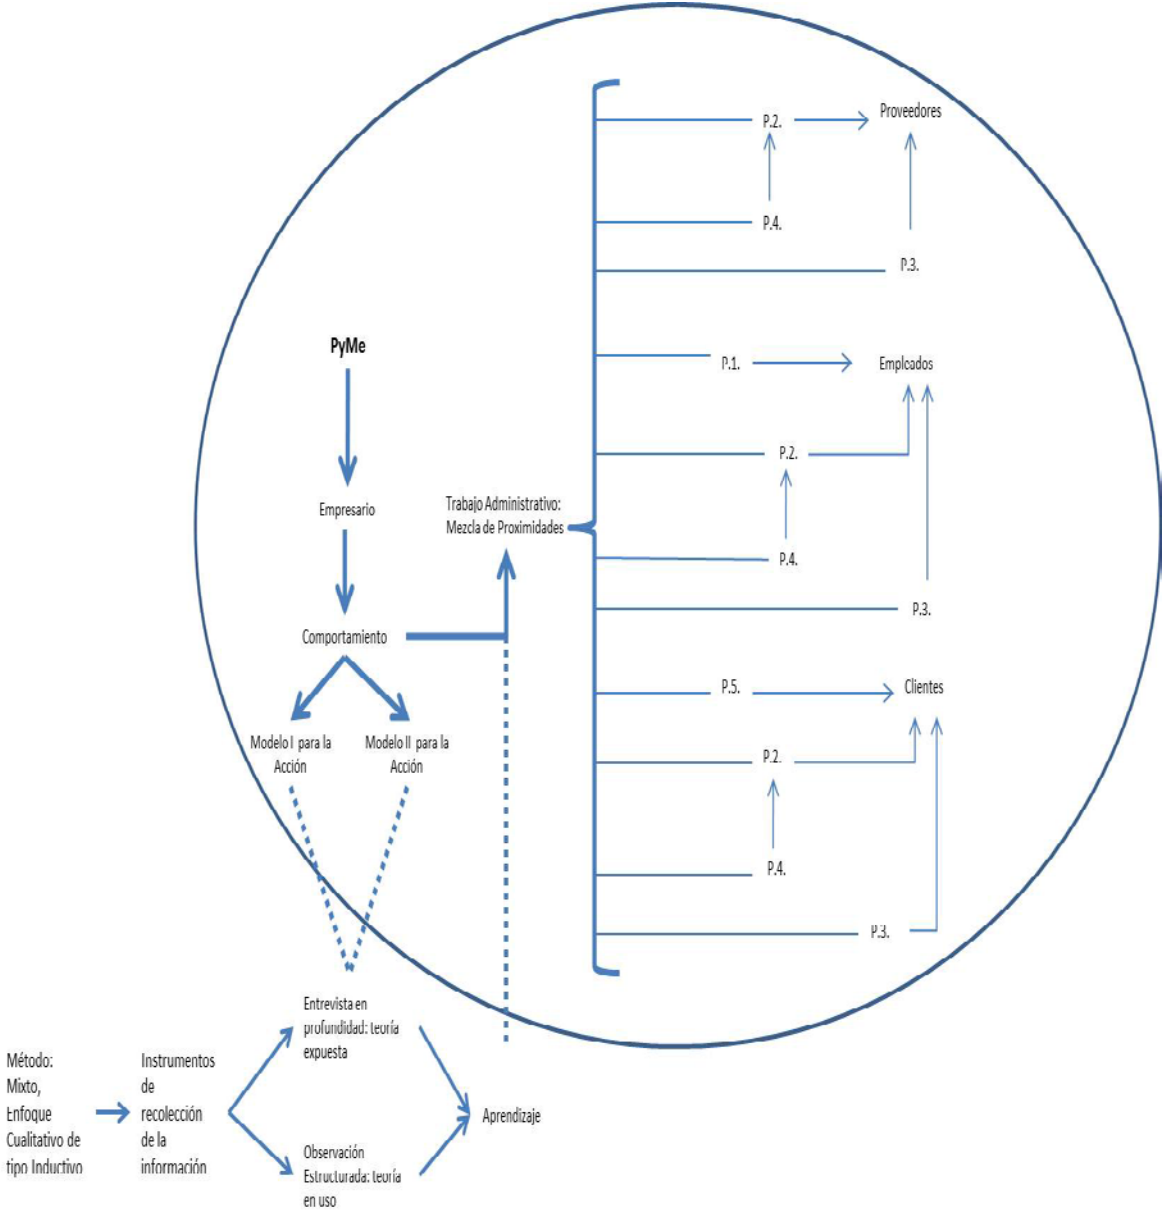 P.2.
Proveedores
P.4.
P.3.
PyMe
P.1.
Empleados
P.2.
Empresario
Trabajo Administrativo:
Mezcla de Proximidades
P.4.
P.3.
Comportamiento
P.5.
Clientes
Modelo I para la
Acción
Modelo II para la
Acción
P.2.
P.4.
P.3.
Entrevista en
profundidad: teoría
expuesta
Método:
Mixto,
Enfoque
Cualitativo de
tipo Inductivo
Instrumentos
de
recolección
de la
información
Aprendizaje
Observación
Estructurada: teoría
en uso